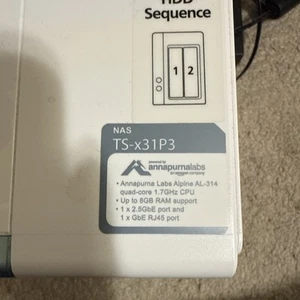 HDD
Sequence
1 2
NAS
TS-x31P3
powered by
annapurnalabs
an amazon company
• Annapurna Labs Alpine AL-314
quad-core 1.7GHz CPU
• Up to 8GB RAM support
• 1 x 2.5GbE port and
1 x GbE RJ45 port